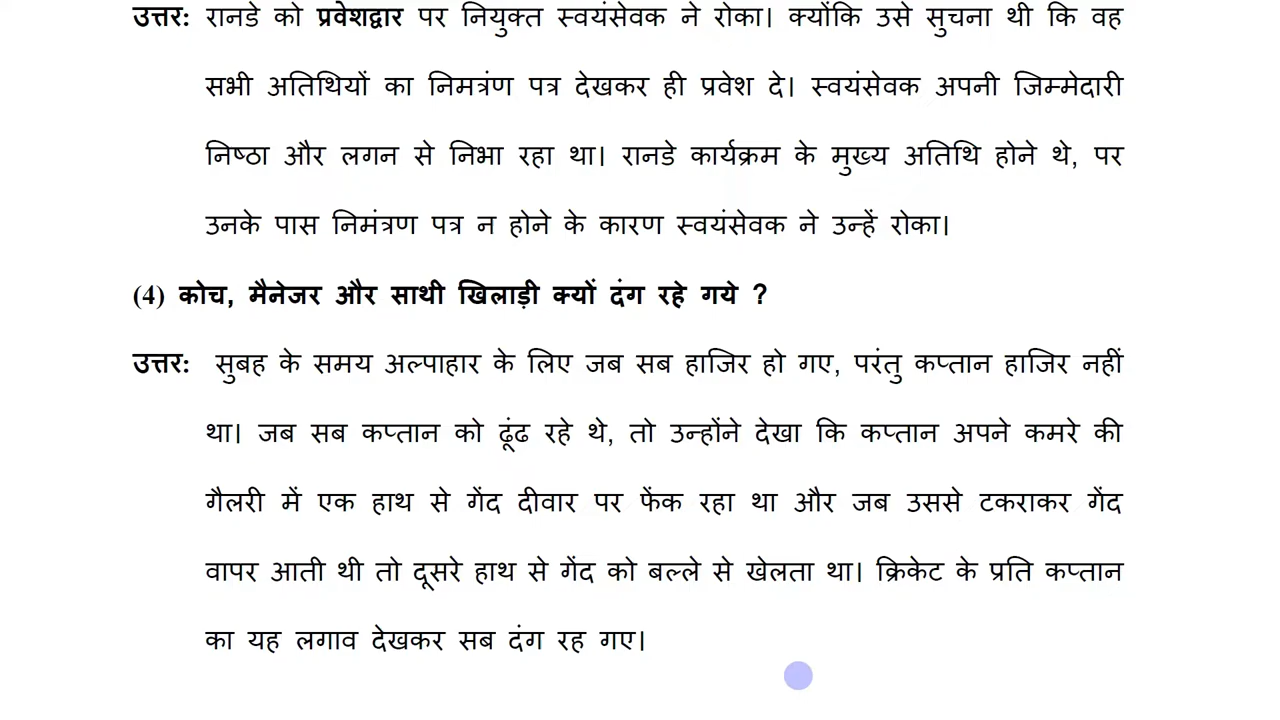 उत्तर: रानडे को प्रवेशद्वार पर नियुक्त स्वयंसेवक ने रोका। क्योंकि उसे सुचना थी कि वह
सभी अतिथियों का निमत्रंण पत्र देखकर ही प्रवेश दे। स्वयंसेवक अपनी जिम्मेदारी
निष्ठा और लगन से निभा रहा था। रानडे कार्यक्रम के मुख्य अतिथि होने थे, पर
उनके पास निमंत्रण पत्र न होने के कारण स्वयंसेवक ने उन्हें रोका।
(4) कोच, मैनेजर और साथी खिलाड़ी क्यों दंग रहे गये ?
उत्तर: सुबह के समय अल्पाहार के लिए जब सब हाजिर हो गए, परंतु कप्तान हाजिर नहीं
था। जब सब कप्तान को ढूंढ रहे थे, तो उन्होंने देखा कि कप्तान अपने कमरे की
गैलरी में एक हाथ से गेंद दीवार पर फेंक रहा था और जब उससे टकराकर गेंद
वापर आती थी तो दूसरे हाथ से गेंद को बल्ले से खेलता था। क्रिकेट के प्रति कप्तान
का यह लगाव देखकर सब दंग रह गए।